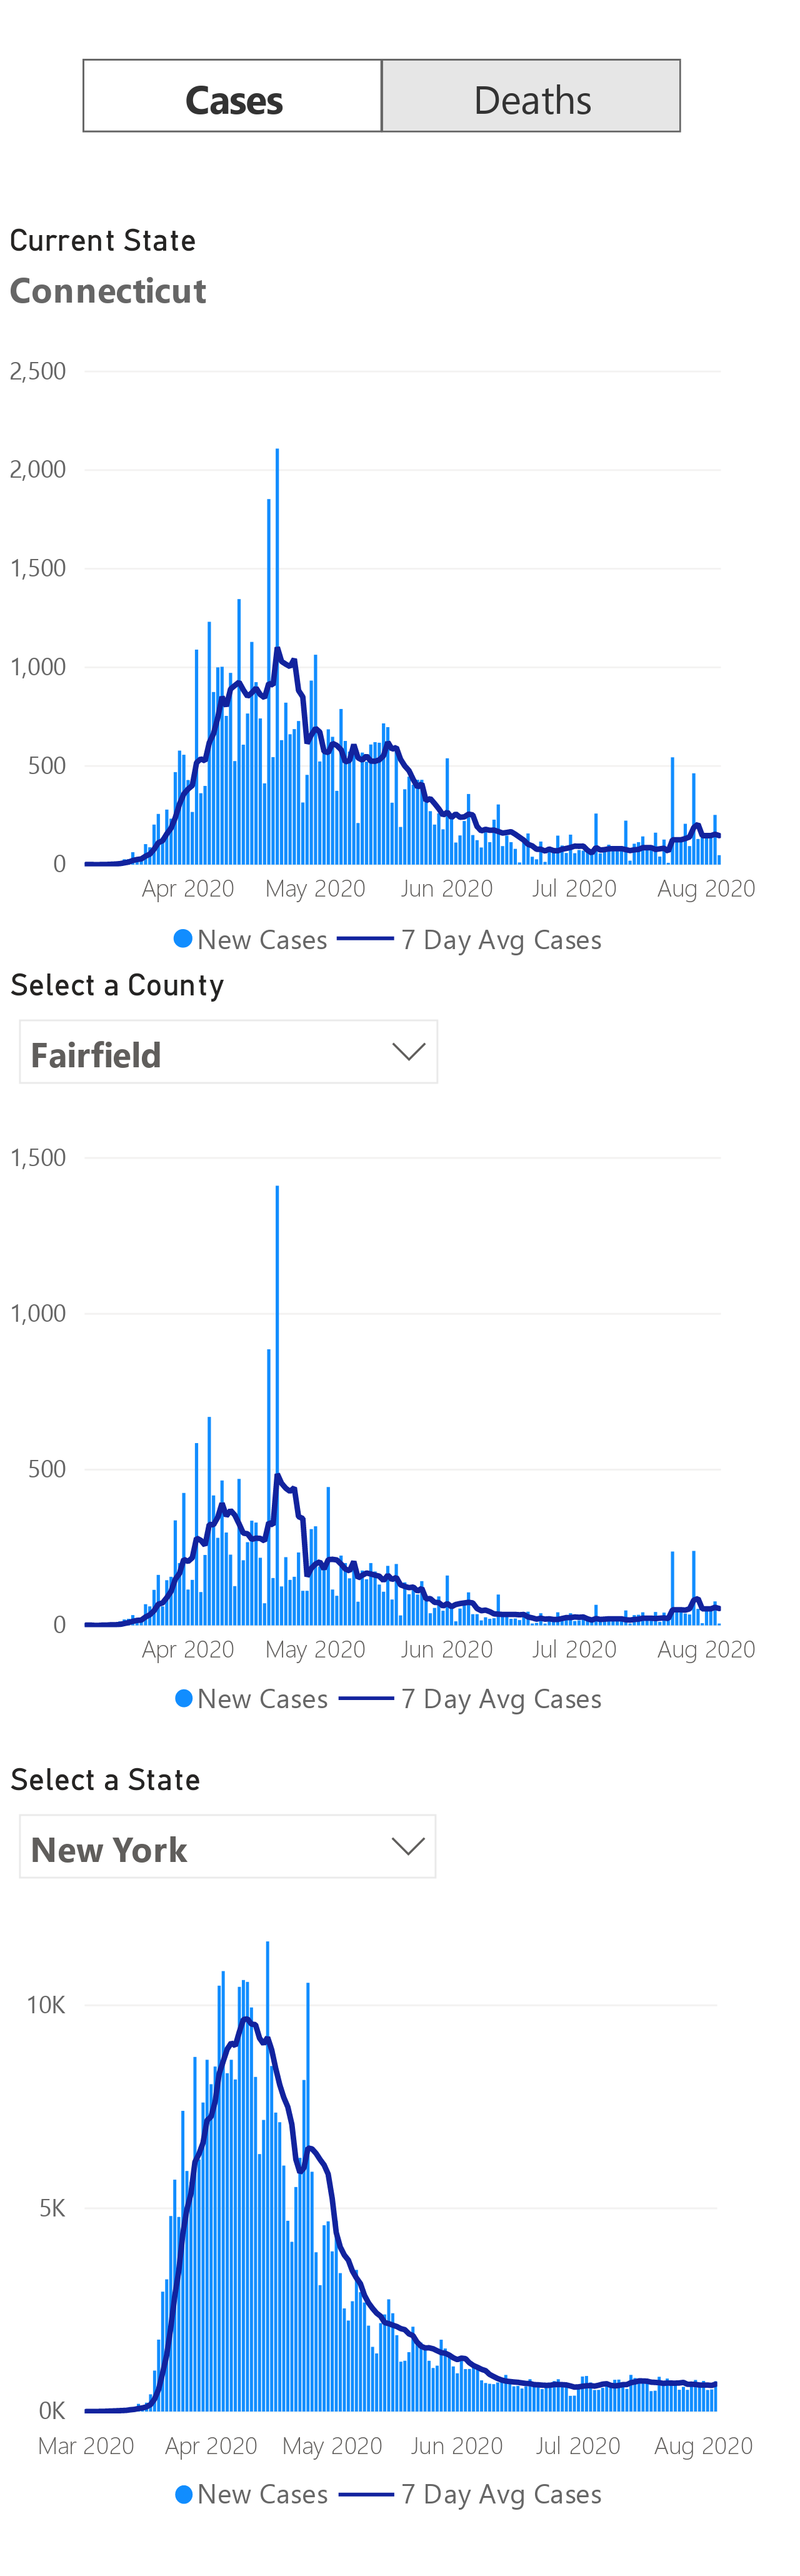 Cases Deaths
Current State
Connecticut
2,500
2,000
1,500
1,000
500
0
Apr 2020 May 2020 Jun 2020 Jul 2020 Aug 2020
New Cases 7 Day Avg Cases
Select a County
Fairfield
1,500
1,000
500
0
Apr 2020 May 2020 Jun 2020 Jul 2020 Aug 2020
New Cases 7 Day Avg Cases
Select a State
New York
10K
5K
0K
Mar 2020 Apr 2020 May 2020 Jun 2020 Jul 2020 Aug 2020
New Cases 7 Day Avg Cases